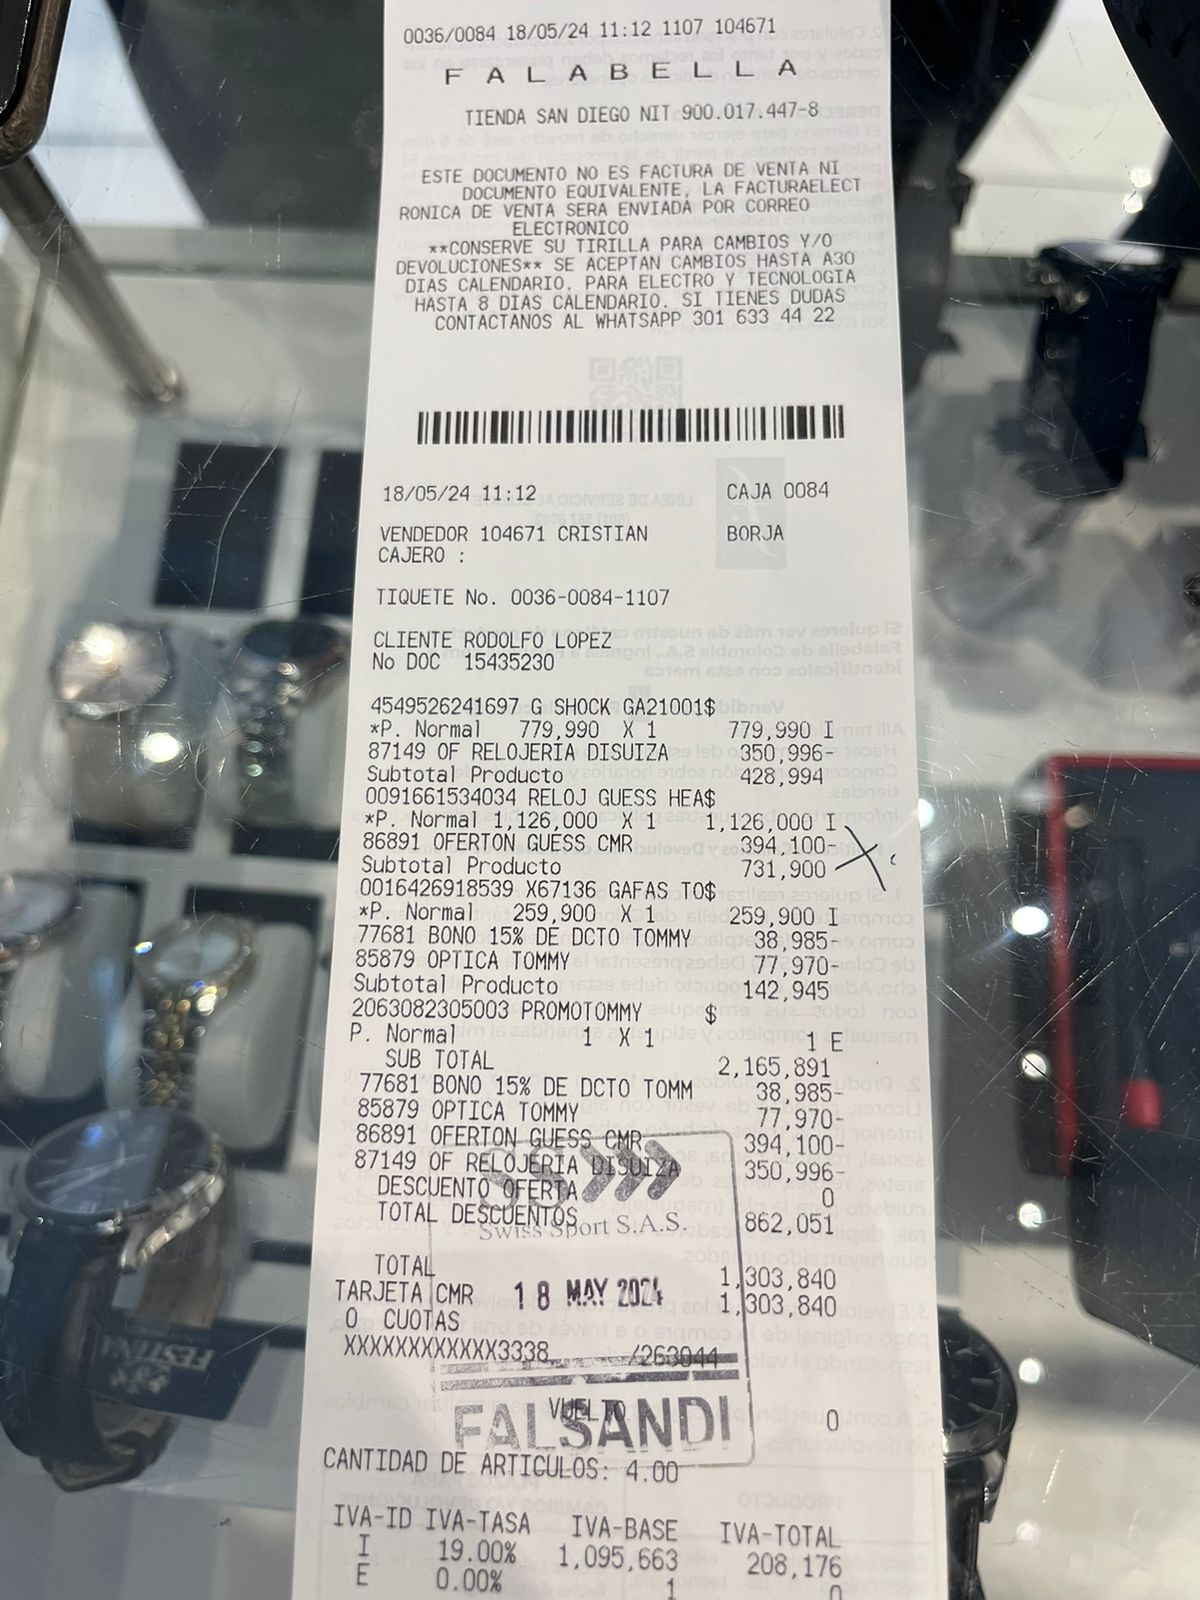 0036/0084 18/05/24 11:12 1107 104671
FALABELLA
TIENDA SAN DIEGO NIT 900.017.447-8
ESTE DOCUMENTO NO ES FACTURA DE VENTA NI
DOCUMENTO EQUIVALENTE, LA FACTURAELECT
RONICA DE VENTA SERA ENVIADA POR CORREO
ELECTRONICO
**CONSERVE SU TIRILLA PARA CAMBIOS Y/O
DEVOLUCIONES** SE ACEPTAN CAMBIOS HASTA A30
DIAS CALENDARIO. PARA ELECTRO Y TECNOLOGIA
HASTA 8 DIAS CALENDARIO. SI TIENES DUDAS
CONTACTANOS AL WHATSAPP 301 633 44 22
18/05/24 11:12 CAJA 0084
VENDEDOR 104671 CRISTIAN BORJA
CAJERO :
TIQUETE No. 0036-0084-1107
CLIENTE RODOLFO LOPEZ
No DOC 15435230
4549526241697 G SHOCK GA21001$
*P. Normal 779,990 X 1 779,990 I
87149 OF RELOJERIA DISUIZA 350,996-
Subtotal Producto 428,994
0091661534034 RELOJ GUESS HEA$
*P. Normal 1,126,000 X 1 1,126,000 I
86891 OFERTON GUESS CMR 394,100-
Subtotal Producto 731,900
0016426918539 X67136 GAFAS TO$
*P. Normal 259,900 X 1 259,900 I
77681 BONO 15% DE DCTO TOMMY 38,985-
85879 OPTICA TOMMY 77,970-
Subtotal Producto 142,945
2063082305003 PROMOTOMMY $
P. Normal 1 X 1 1 E
SUB TOTAL 2,165,891
77681 BONO 15% DE DCTO TOMM 38,985-
85879 OPTICA TOMMY 77,970-
86891 OFERTON GUESS CMR 394,100-
87149 OF RELOJERIA DISUIZA 350,996-
DESCUENTO OFERTA 0
TOTAL DESCUENTOS 862,051
SS
Swiss Sport S.A.S.
TOTAL 1,303,840
TARJETA CMR 1,303,840
18 MAY 2024
0 CUOTAS
XXXXXXXXXXXX3338 /263044
VUELTO 0
FALSANDI
CANTIDAD DE ARTICULOS: 4.00
IVA-ID IVA-TASA IVA-BASE IVA-TOTAL
I 19.00% 1,095,663 208,176
E 0.00% 1 0
FESTINA